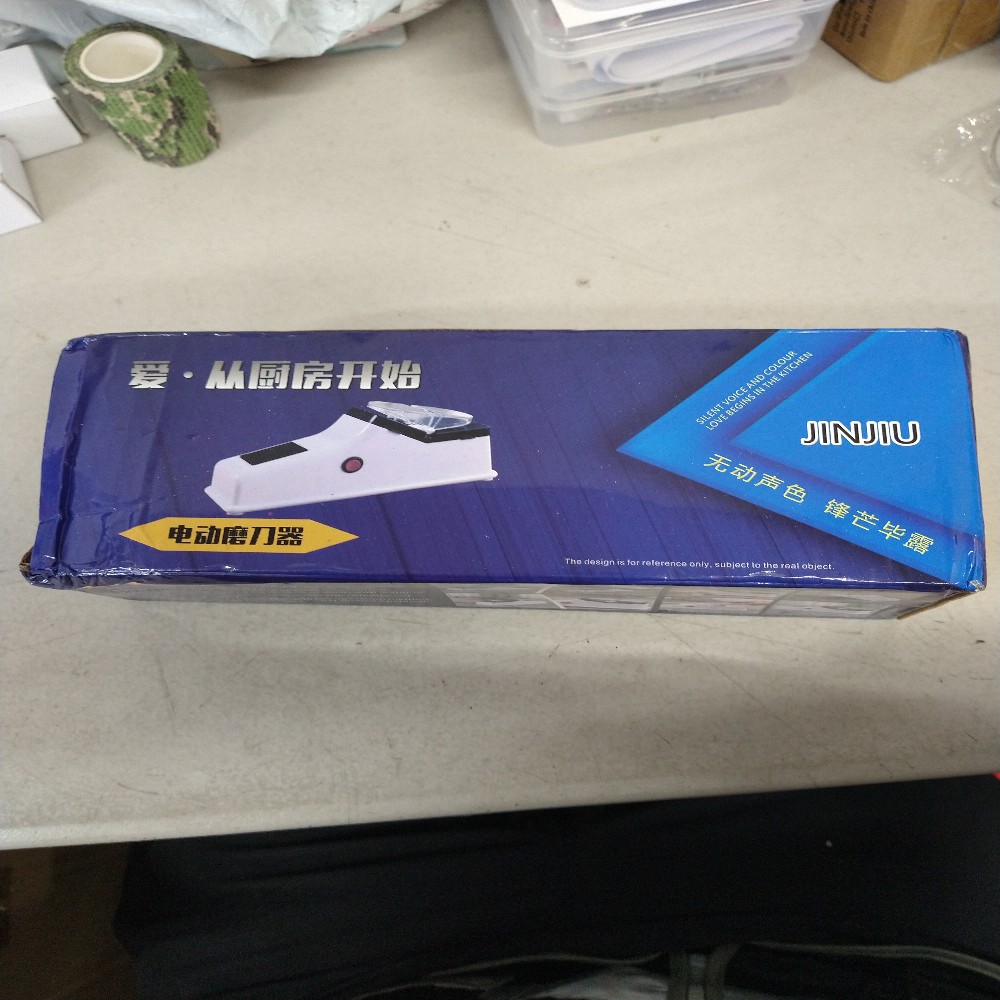 爱·从厨房开始
SILENT VOICE AND COLOUR
LOVE BEGINS IN THE KITCHEN
JINJIU
无动声色 锋芒毕露
电动磨刀器
The design is for reference only, subject to the real object.